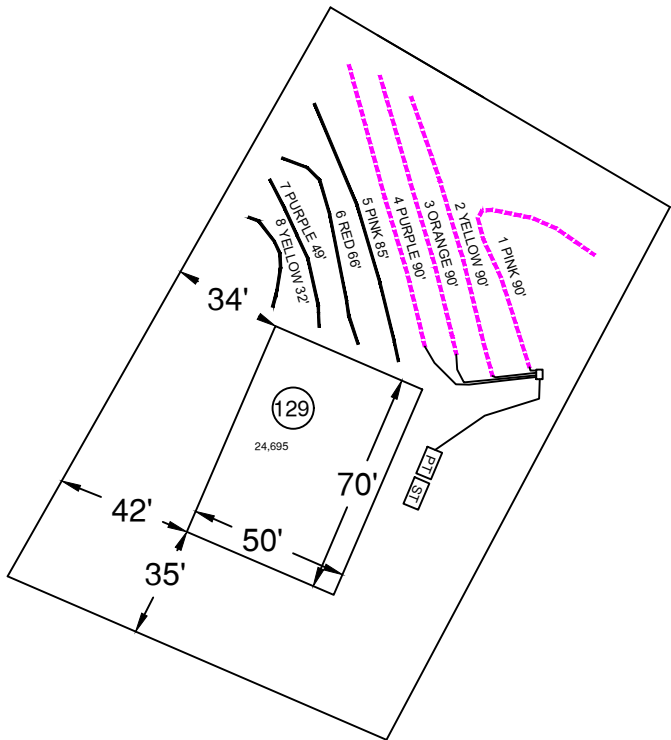 1 PINK 90'
2 YELLOW 90'
3 ORANGE 90'
4 PURPLE 90'
5 PINK 85'
6 RED 66'
7 PURPLE 49'
8 YELLOW 32'
34'
129
24,695
70'
PT
ST
42'
50'
35'